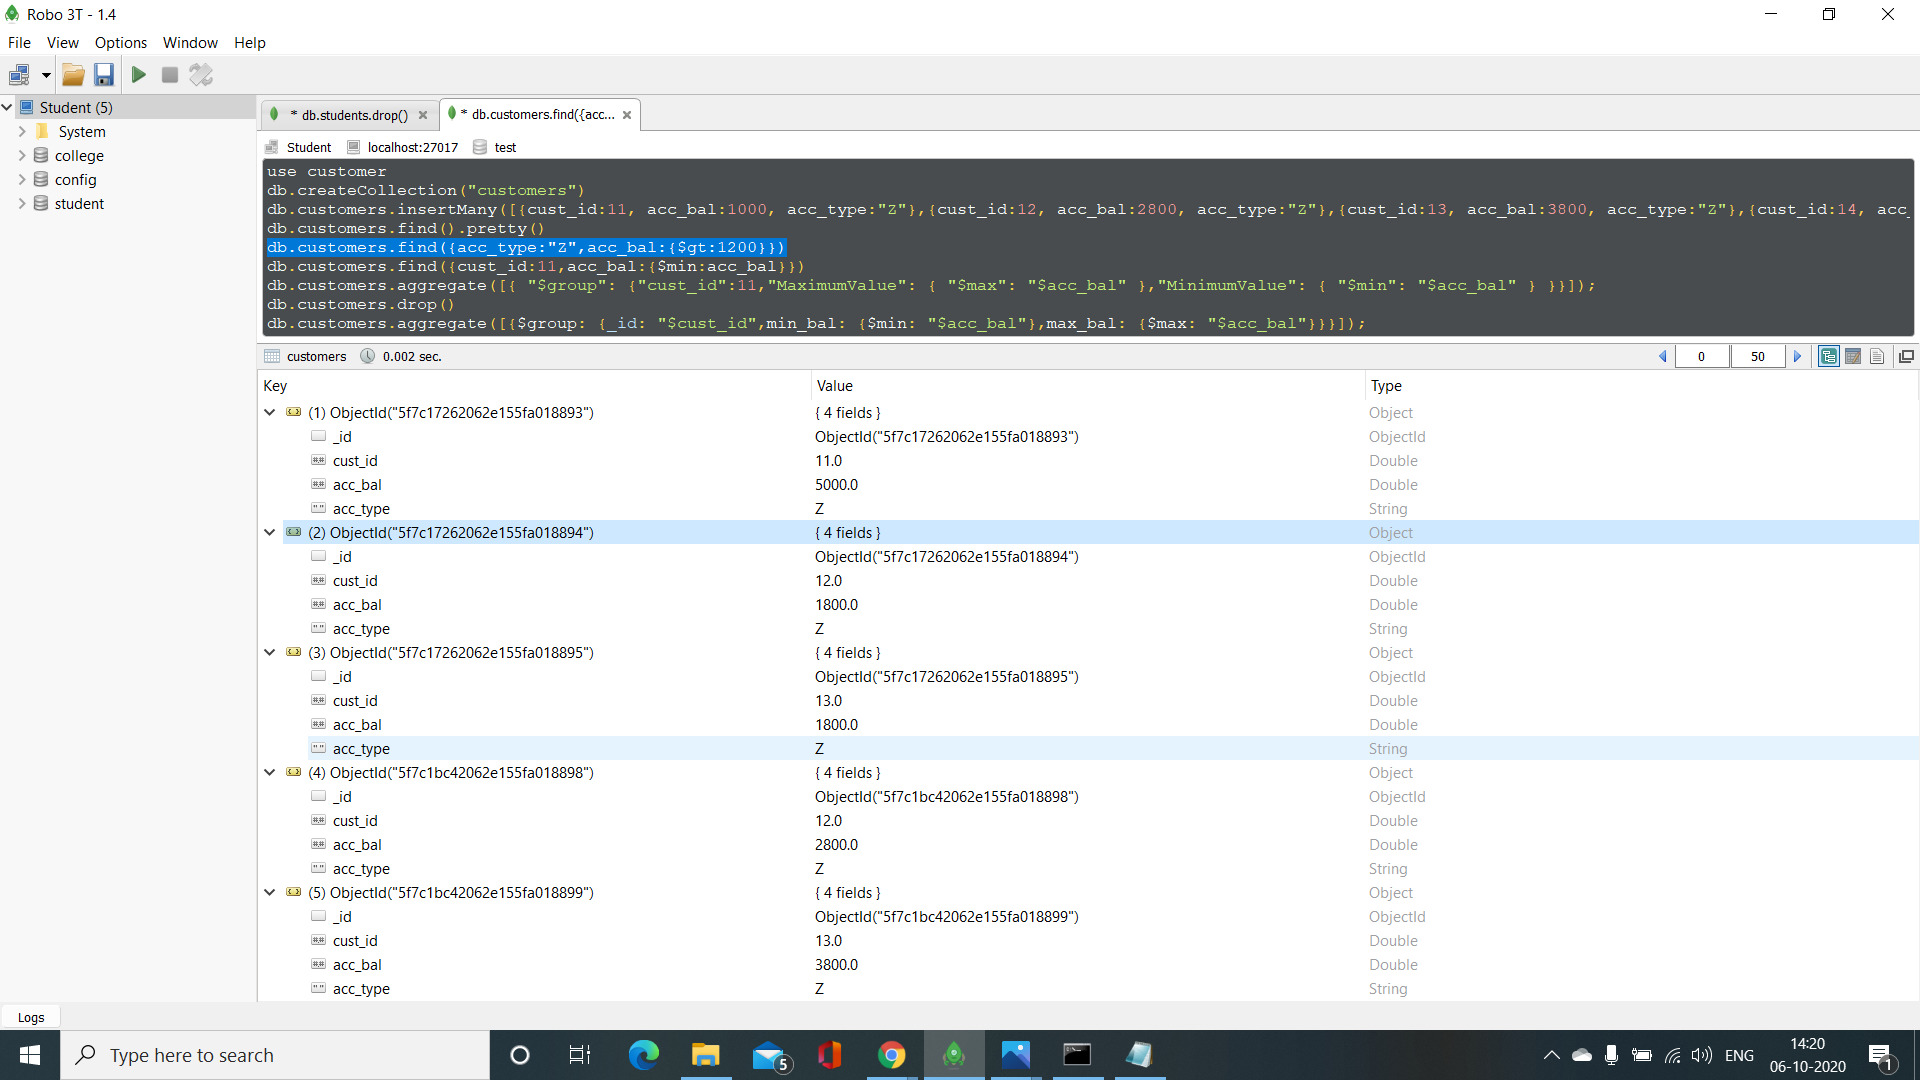 Robo 3T - 1.4
File View Options Window Help
Student (5)
System
college
config
student
* db.students.drop()
* db.customers.find({acc...
Student localhost:27017 test
use customer
db.createCollection("customers")
db.customers.insertMany([{cust_id:11, acc_bal:1000, acc_type:"Z"},{cust_id:12, acc_bal:2800, acc_type:"Z"},{cust_id:13, acc_bal:3800, acc_type:"Z"},{cust_id:14, acc_
db.customers.find().pretty()
db.customers.find({acc_type:"Z",acc_bal:{$gt:1200}})
db.customers.find({cust_id:11,acc_bal:{$min:acc_bal}})
db.customers.aggregate([{ "$group": {"cust_id":11,"MaximumValue": { "$max": "$acc_bal" },"MinimumValue": { "$min": "$acc_bal" } }}]);
db.customers.drop()
db.customers.aggregate([{$group: {_id: "$cust_id",min_bal: {$min: "$acc_bal"},max_bal: {$max: "$acc_bal"}}}]);
customers 0.002 sec. 0 50
Key Value Type
(1) ObjectId("5f7c17262062e155fa018893") { 4 fields } Object
_id ObjectId("5f7c17262062e155fa018893") ObjectId
cust_id 11.0 Double
acc_bal 5000.0 Double
acc_type Z String
(2) ObjectId("5f7c17262062e155fa018894") { 4 fields } Object
_id ObjectId("5f7c17262062e155fa018894") ObjectId
cust_id 12.0 Double
acc_bal 1800.0 Double
acc_type Z String
(3) ObjectId("5f7c17262062e155fa018895") { 4 fields } Object
_id ObjectId("5f7c17262062e155fa018895") ObjectId
cust_id 13.0 Double
acc_bal 1800.0 Double
acc_type Z String
(4) ObjectId("5f7c1bc42062e155fa018898") { 4 fields } Object
_id ObjectId("5f7c1bc42062e155fa018898") ObjectId
cust_id 12.0 Double
acc_bal 2800.0 Double
acc_type Z String
(5) ObjectId("5f7c1bc42062e155fa018899") { 4 fields } Object
_id ObjectId("5f7c1bc42062e155fa018899") ObjectId
cust_id 13.0 Double
acc_bal 3800.0 Double
acc_type Z String
Logs
Type here to search
5
ENG
14:20
06-10-2020
1